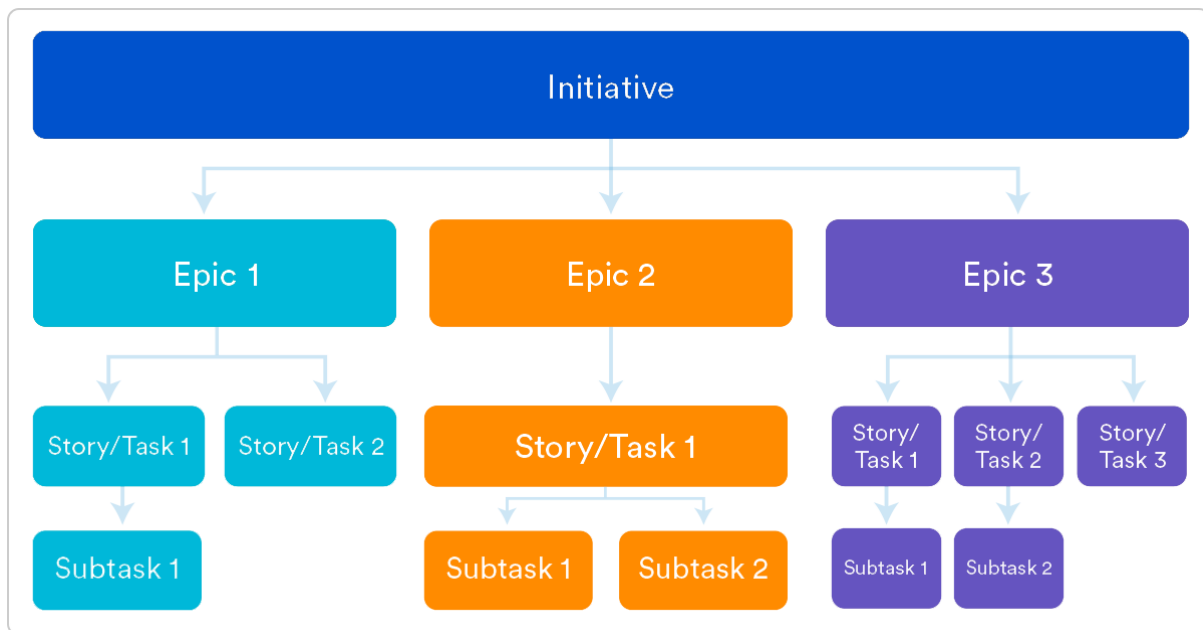 Initiative
Epic 1
Epic 2
Epic 3
Story/Task 1
Story/Task 2
Story/Task 1
Story/
Task 1
Story/
Task 2
Story/
Task 3
Subtask 1
Subtask 1
Subtask 2
Subtask 1
Subtask 2